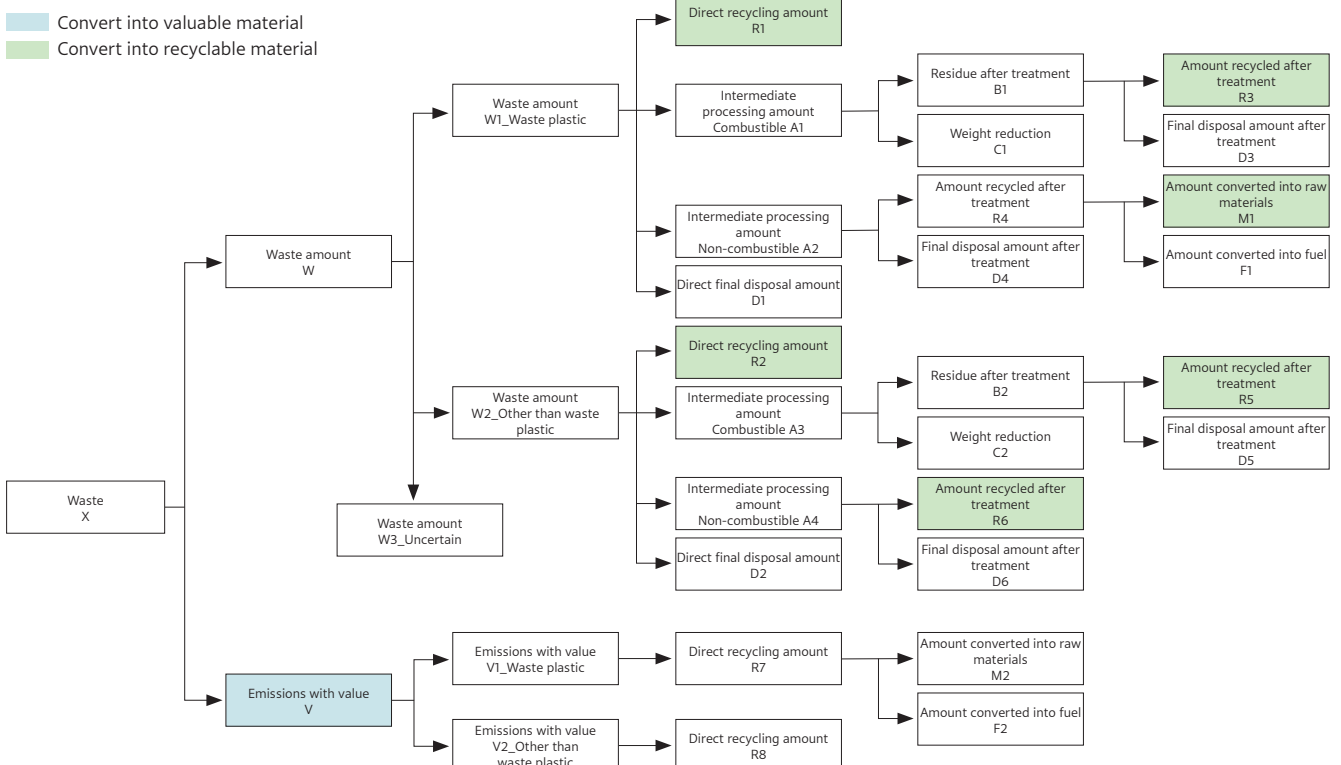 Convert into valuable material
Convert into recyclable material
Direct recycling amount
R1
Waste amount
W1_Waste plastic
Intermediate
processing amount
Combustible A1
Residue after treatment
B1
Amount recycled after
treatment
R3
Weight reduction
C1
Final disposal amount after
treatment
D3
Intermediate processing
amount
Non-combustible A2
Amount recycled after
treatment
R4
Amount converted into raw
materials
M1
Final disposal amount after
treatment
D4
Amount converted into fuel
F1
Direct final disposal amount
D1
Waste amount
W
Direct recycling amount
R2
Waste amount
W2_Other than waste
plastic
Intermediate processing
amount
Combustible A3
Residue after treatment
B2
Amount recycled after
treatment
R5
Weight reduction
C2
Final disposal amount after
treatment
D5
Intermediate processing
amount
Non-combustible A4
Amount recycled after
treatment
R6
Final disposal amount after
treatment
D6
Direct final disposal amount
D2
Waste
X
Waste amount
W3_Uncertain
Emissions with value
V
Emissions with value
V1_Waste plastic
Direct recycling amount
R7
Amount converted into raw
materials
M2
Amount converted into fuel
F2
Emissions with value
V2_Other than
waste plastic
Direct recycling amount
R8